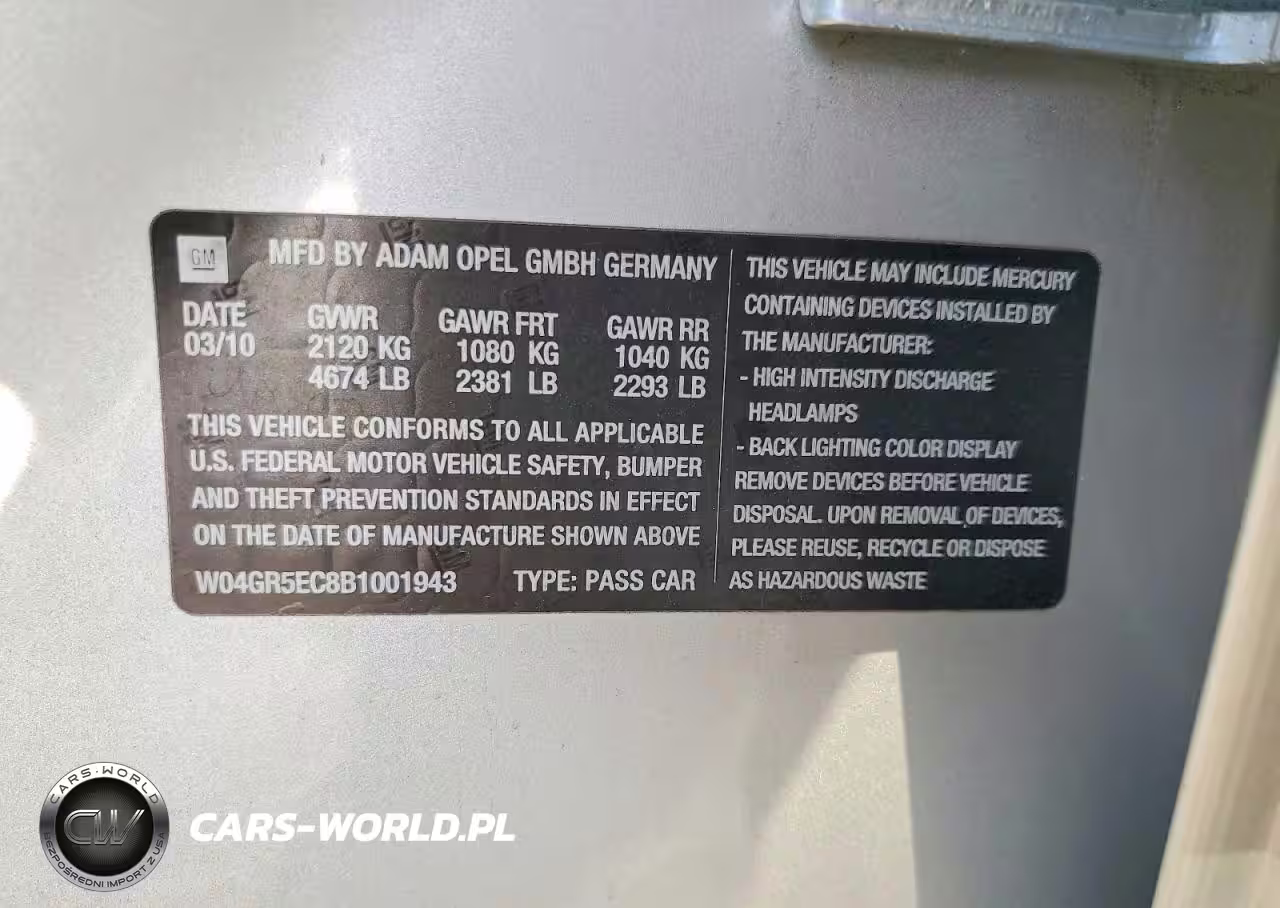 GM
MFD BY ADAM OPEL GMBH GERMANY
DATE GVWR GAWR FRT GAWR RR
03/10 2120 KG 1080 KG 1040 KG
4674 LB 2381 LB 2293 LB
THIS VEHICLE CONFORMS TO ALL APPLICABLE
U.S. FEDERAL MOTOR VEHICLE SAFETY, BUMPER
AND THEFT PREVENTION STANDARDS IN EFFECT
ON THE DATE OF MANUFACTURE SHOWN ABOVE
W04GR5EC8B1001943 TYPE: PASS CAR
THIS VEHICLE MAY INCLUDE MERCURY
CONTAINING DEVICES INSTALLED BY
THE MANUFACTURER:
- HIGH INTENSITY DISCHARGE
HEADLAMPS
- BACK LIGHTING COLOR DISPLAY
REMOVE DEVICES BEFORE VEHICLE
DISPOSAL. UPON REMOVAL OF DEVICES,
PLEASE REUSE, RECYCLE OR DISPOSE
AS HAZARDOUS WASTE
CARS-WORLD
CW
BEZPOŚREDNI IMPORT Z USA
CARS-WORLD.PL